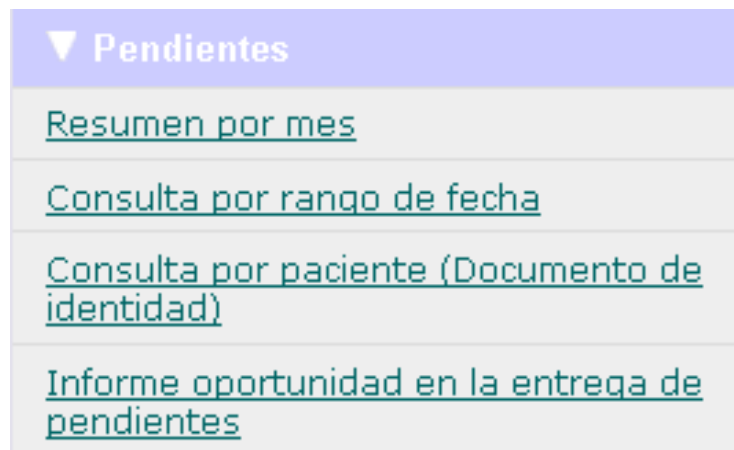 ▼ Pendientes
Resumen por mes
Consulta por rango de fecha
Consulta por paciente (Documento de
identidad)
Informe oportunidad en la entrega de
pendientes